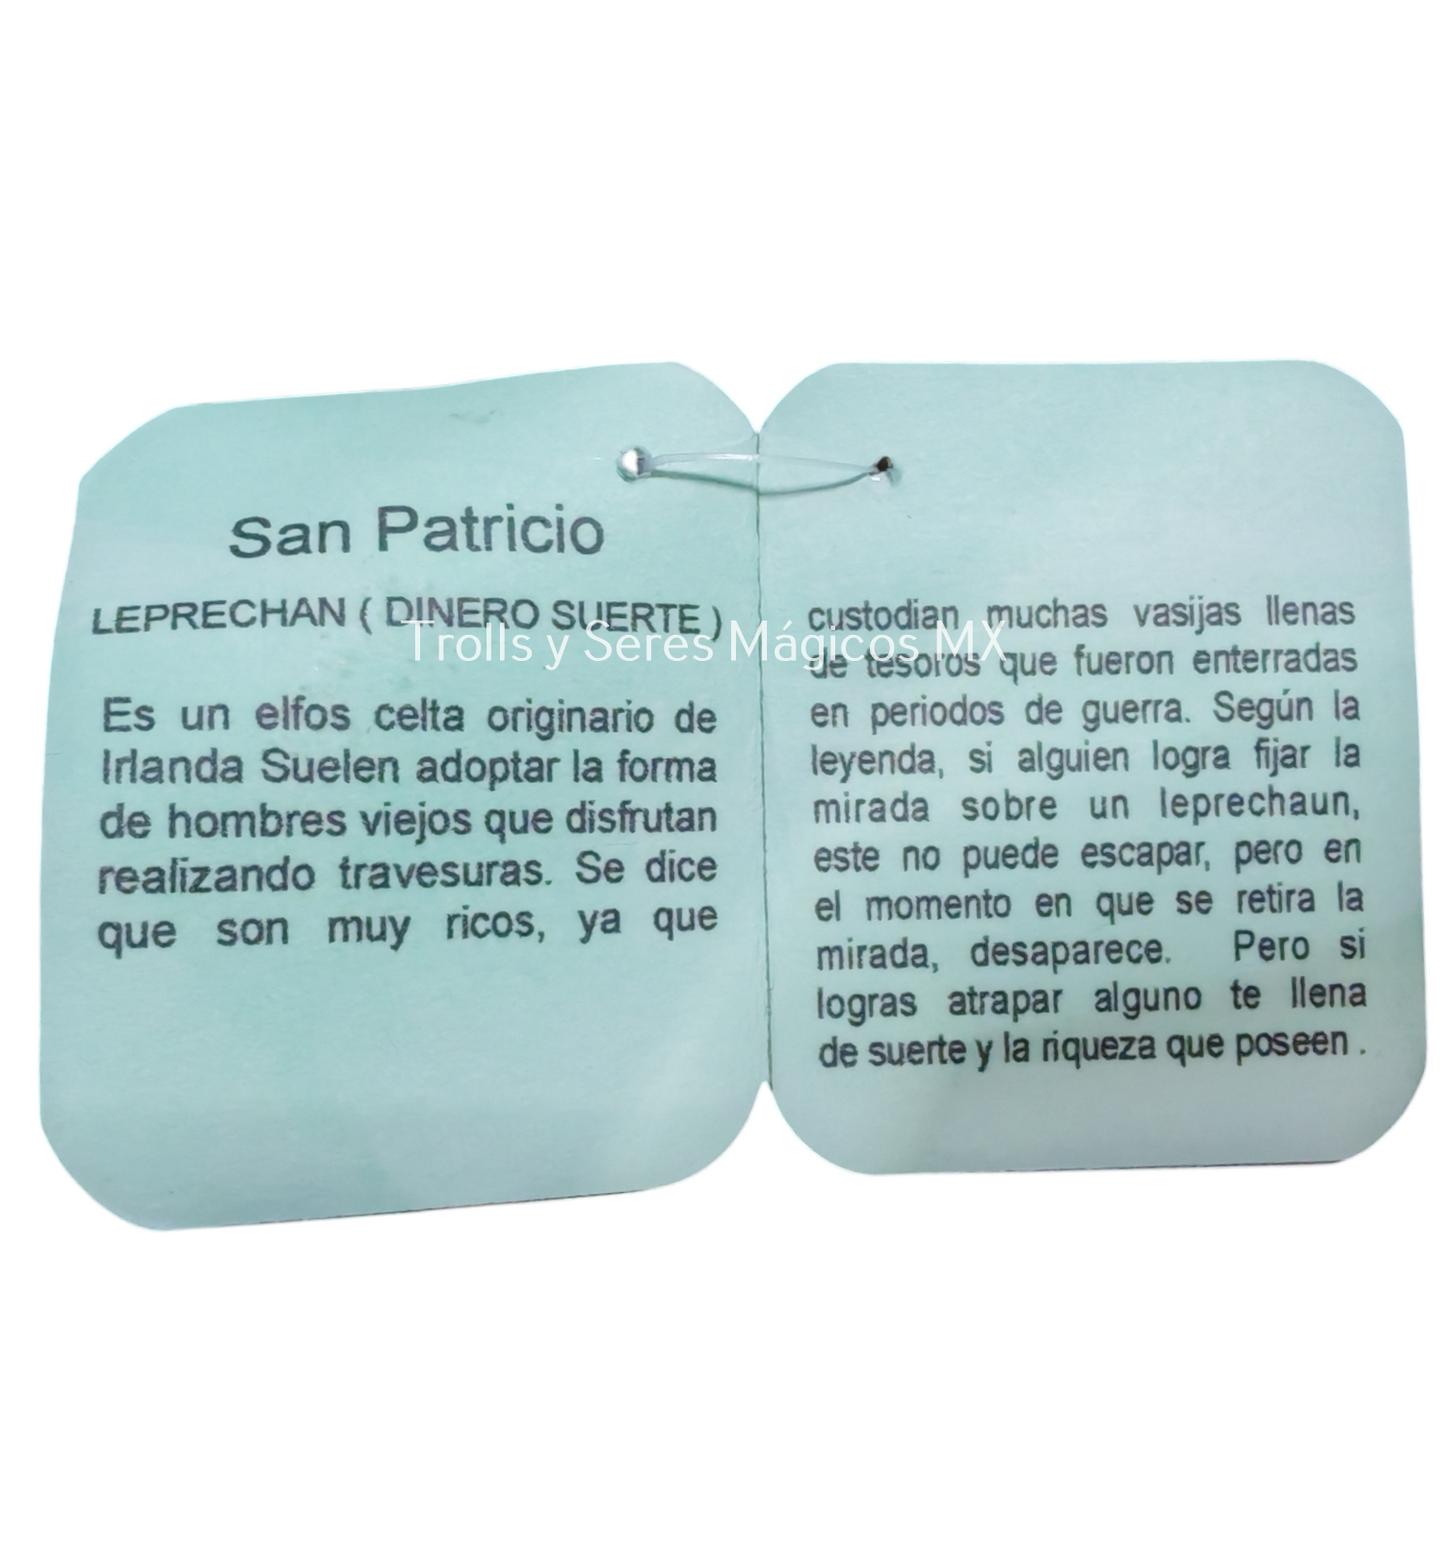 San Patricio
LEPRECHAN ( DINERO SUERTE )
Es un elfos celta originario de
Irlanda Suelen adoptar la forma
de hombres viejos que disfrutan
realizando travesuras. Se dice
que son muy ricos, ya que
custodian muchas vasijas llenas
de tesoros que fueron enterradas
en periodos de guerra. Según la
leyenda, si alguien logra fijar la
mirada sobre un leprechaun,
este no puede escapar, pero en
el momento en que se retira la
mirada, desaparece. Pero si
logras atrapar alguno te llena
de suerte y la riqueza que poseen .
Trolls y Seres Mágicos MX